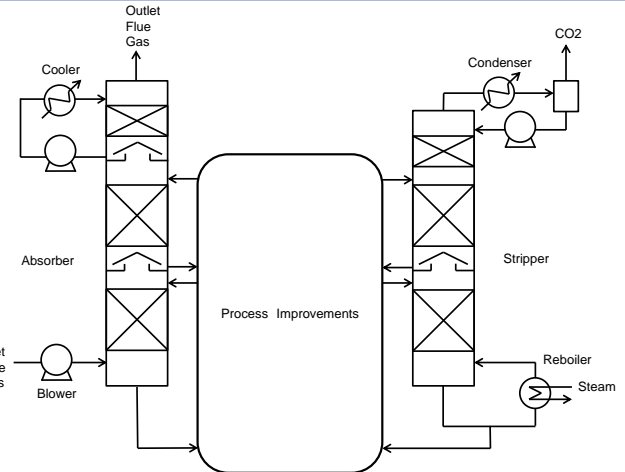 Outlet
Flue
Gas
CO2
Cooler
Condenser
Absorber
Stripper
Process Improvements
Blower
Reboiler
Steam